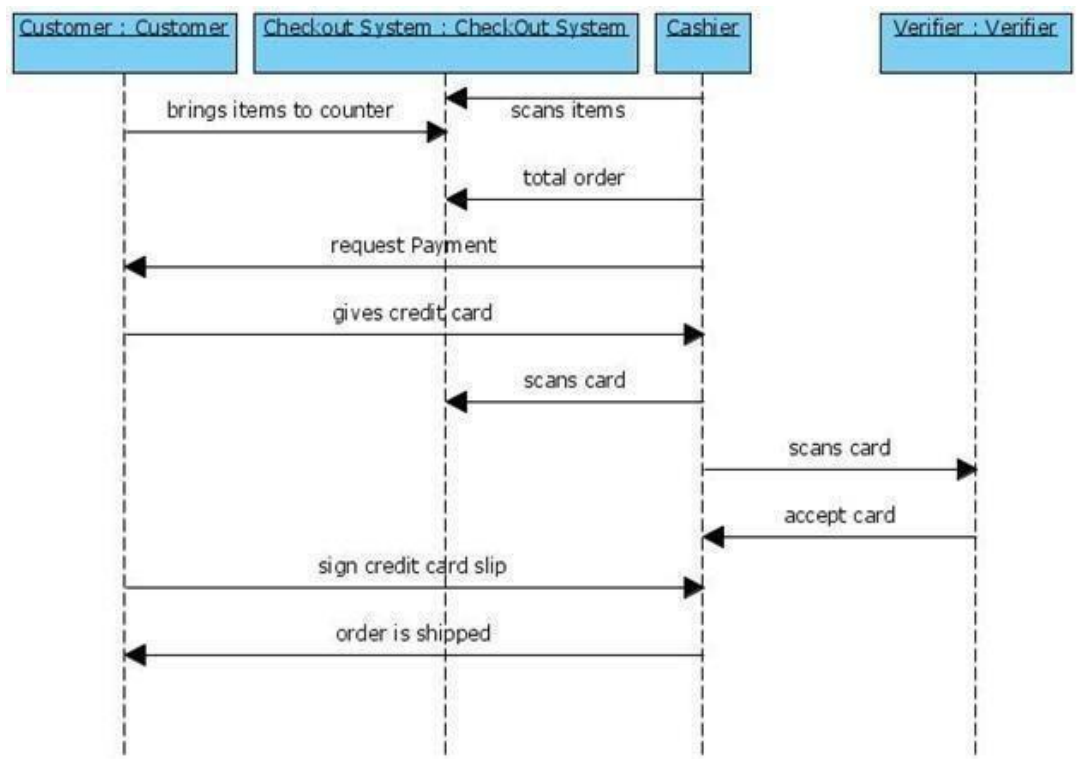 Customer : Customer
Checkout System : CheckOut System
Cashier
Verifier : Verifier
scans items
brings items to counter
total order
request Payment
gives credit card
scans card
scans card
accept card
sign credit card slip
order is shipped